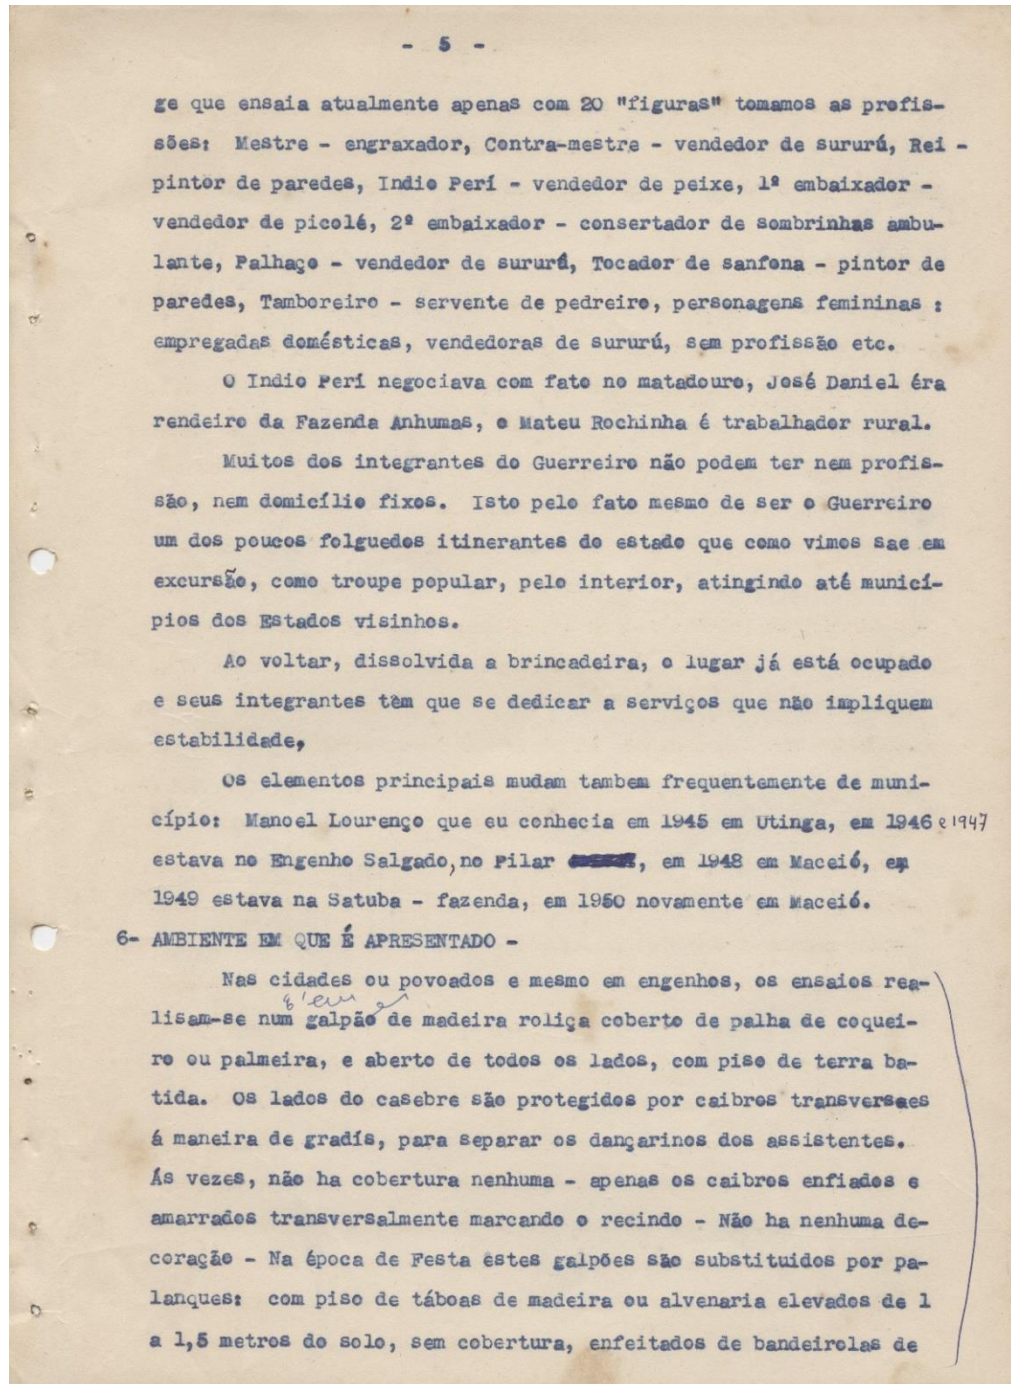 - 5 -
ge que ensaia atualmente apenas com 20 "figuras" tomamos as profis-
sões: Mestre - engraxador, Contra-mestre - vendedor de sururú, Rei -
pintor de paredes, Indio Perí - vendedor de peixe, 1º embaixador -
vendedor de picolé, 2º embaixador - consertador de sombrinhas ambu-
lante, Palhaço - vendedor de sururú, Tocador de sanfona - pintor de
paredes, Tamboreiro - servente de pedreiro, personagens femininas :
empregadas domésticas, vendedoras de sururú, sem profissão etc.
O Indio Perí negociava com fato no matadouro, José Daniel éra
rendeiro da Fazenda Anhumas, o Mateu Rochinha é trabalhador rural.
Muitos dos integrantes do Guerreiro não podem ter nem profis-
são, nem domicílio fixos. Isto pelo fato mesmo de ser o Guerreiro
um dos poucos folguedos itinerantes do estado que como vimos sae em
excursão, como troupe popular, pelo interior, atingindo até municí-
pios dos Estados visinhos.
Ao voltar, dissolvida a brincadeira, o lugar já está ocupado
e seus integrantes têm que se dedicar a serviços que não impliquem
estabilidade,
Os elementos principais mudam tambem frequentemente de muni-
cípio: Manoel Lourenço que eu conhecia em 1945 em Utinga, em 1946 e 1947
estava no Engenho Salgado, no Pilar , em 1948 em Maceió, em
1949 estava na Satuba - fazenda, em 1950 novamente em Maceió.
6- AMBIENTE EM QUE É APRESENTADO -
Nas cidades ou povoados e mesmo em engenhos, os ensaios rea-
lisam-se num galpão de madeira roliça coberto de palha de coquei-
ro ou palmeira, e aberto de todos os lados, com piso de terra ba-
tida. Os lados do casebre são protegidos por caibros transversaes
á maneira de gradís, para separar os dançarinos dos assistentes.
Ás vezes, não ha cobertura nenhuma - apenas os caibros enfiados e
amarrados transversalmente marcando o recindo - Não ha nenhuma de-
coração - Na época de Festa estes galpões são substituidos por pa-
lanques: com piso de táboas de madeira ou alvenaria elevados de 1
a 1,5 metros do solo, sem cobertura, enfeitados de bandeirolas de